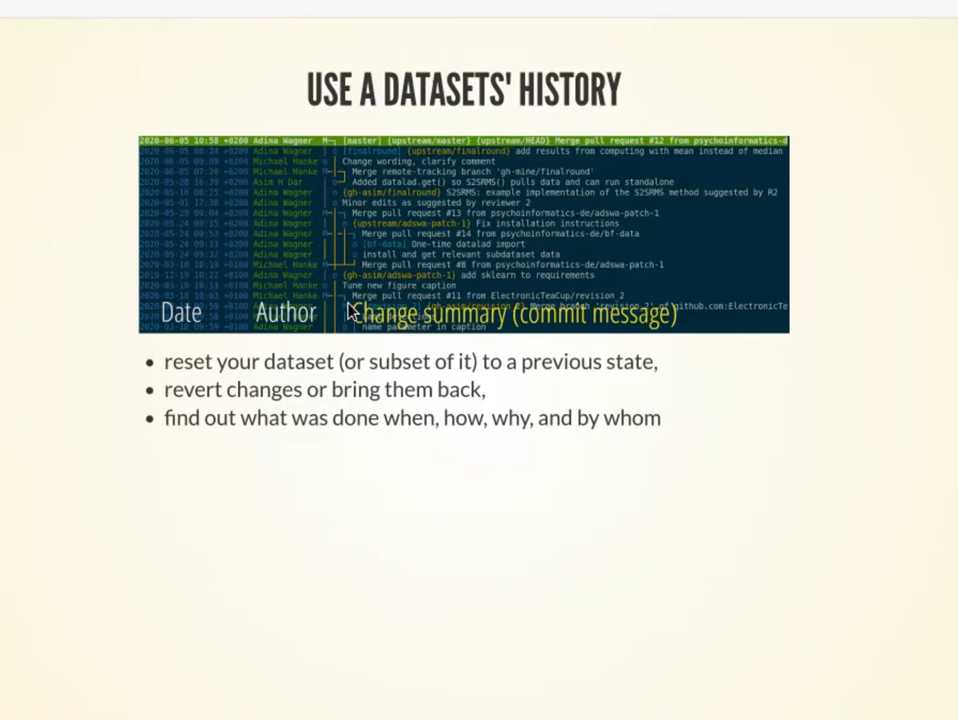 USE A DATASETS' HISTORY
2020-06-05 10:58 +0200 Adina Wagner M─┐ [master] {upstream/master} {upstream/HEAD} Merge pull request #12 from psychoinformatics-d
2020-06-05 08:24 +0200 Adina Wagner [finalround] {upstream/finalround} add results from computing with mean instead of median
2020-06-05 09:09 +0200 Michael Hanke o Change wording, clarify comment
2020-06-05 07:26 +0200 Michael Hanke M Merge remote-tracking branch 'gh-mine/finalround'
2020-05-28 16:39 +0200 Asim H Dar o Added datalad.get() so S2SRMS() pulls data and can run standalone
2020-05-18 08:25 +0200 Adina Wagner o {gh-asim/finalround} S2SRMS: example implementation of the S2SRMS method suggested by R2
2020-05-01 17:38 +0200 Adina Wagner o Minor edits as suggested by reviewer 2
2020-05-29 09:04 +0200 Adina Wagner M Merge pull request #13 from psychoinformatics-de/adswa-patch-1
2020-05-24 09:15 +0200 Adina Wagner o {upstream/adswa-patch-1} Fix installation instructions
2020-05-24 09:53 +0200 Adina Wagner M Merge pull request #14 from psychoinformatics-de/bf-data
2020-05-24 09:33 +0200 Adina Wagner o [bf-data] One-time datalad import
2020-05-24 09:32 +0200 Adina Wagner o install and get relevant subdataset data
2020-03-18 10:19 +0100 Michael Hanke M Merge pull request #8 from psychoinformatics-de/adswa-patch-1
2019-12-19 10:22 +0100 Adina Wagner o {gh-asim/adswa-patch-1} add sklearn to requirements
2020-03-18 10:13 +0100 Michael Hanke o Tune new figure caption
2020-03-18 10:03 +0100 Michael Hanke M Merge pull request #11 from ElectronicTeaCup/revision_2
Merge branch 'revision_2' of github.com:ElectronicTe
Date Author Change summary (commit message)
name parameter in caption
• reset your dataset (or subset of it) to a previous state,
• revert changes or bring them back,
• find out what was done when, how, why, and by whom